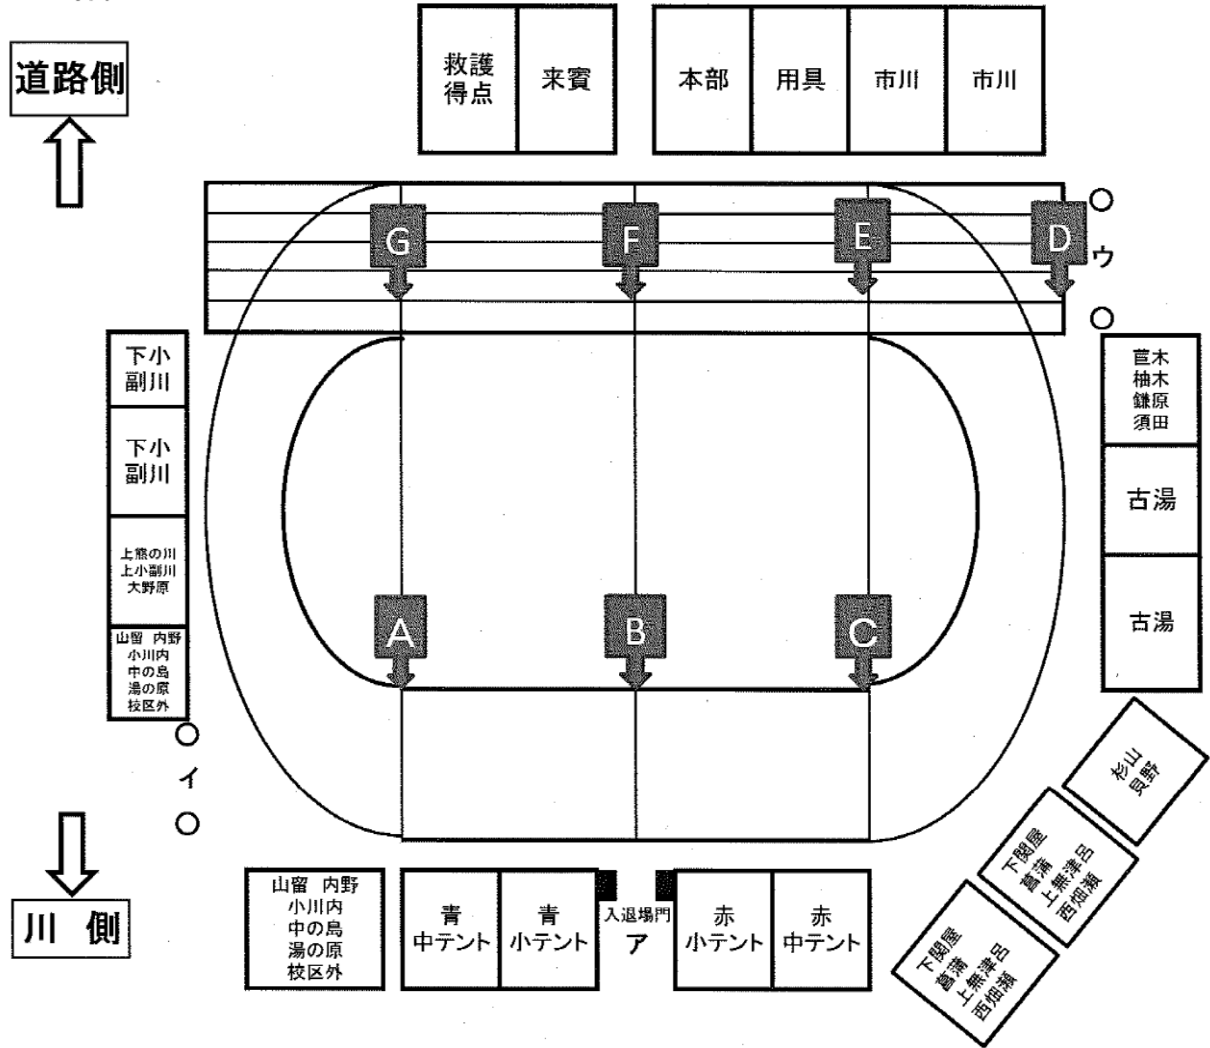 道路側
救護
得点
来賓
本部
用具
市川
市川
G
F
E
D
ウ
下小
副川
下小
副川
上熊の川
上小副川
大野原
山留 内野
小川内
中の島
湯の原
校区外
イ
苣木
柚木
鎌原
須田
古湯
古湯
A
B
C
杉山
貝野
下関屋
菖蒲
上無津呂
西畑瀬
下関屋
菖蒲
上無津呂
西畑瀬
川 側
山留 内野
小川内
中の島
湯の原
校区外
青
中テント
青
小テント
入退場門
ア
赤
小テント
赤
中テント